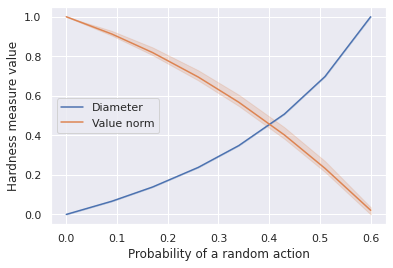 1.0
0.8
0.6
0.4
0.2
0.0
Hardness measure value
Diameter
Value norm
0.0 0.1 0.2 0.3 0.4 0.5 0.6
Probability of a random action